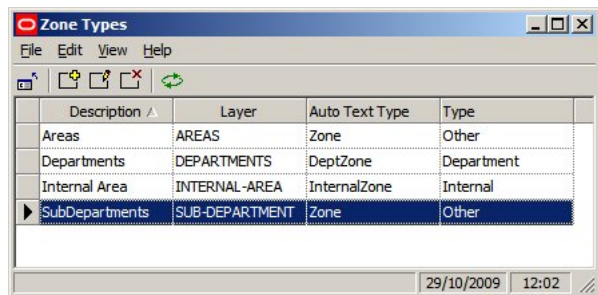 Zone Types
File Edit View Help
Description Layer Auto Text Type Type
Areas AREAS Zone Other
Departments DEPARTMENTS DeptZone Department
Internal Area INTERNAL-AREA InternalZone Internal
SubDepartments SUB-DEPARTMENT Zone Other
29/10/2009 12:02